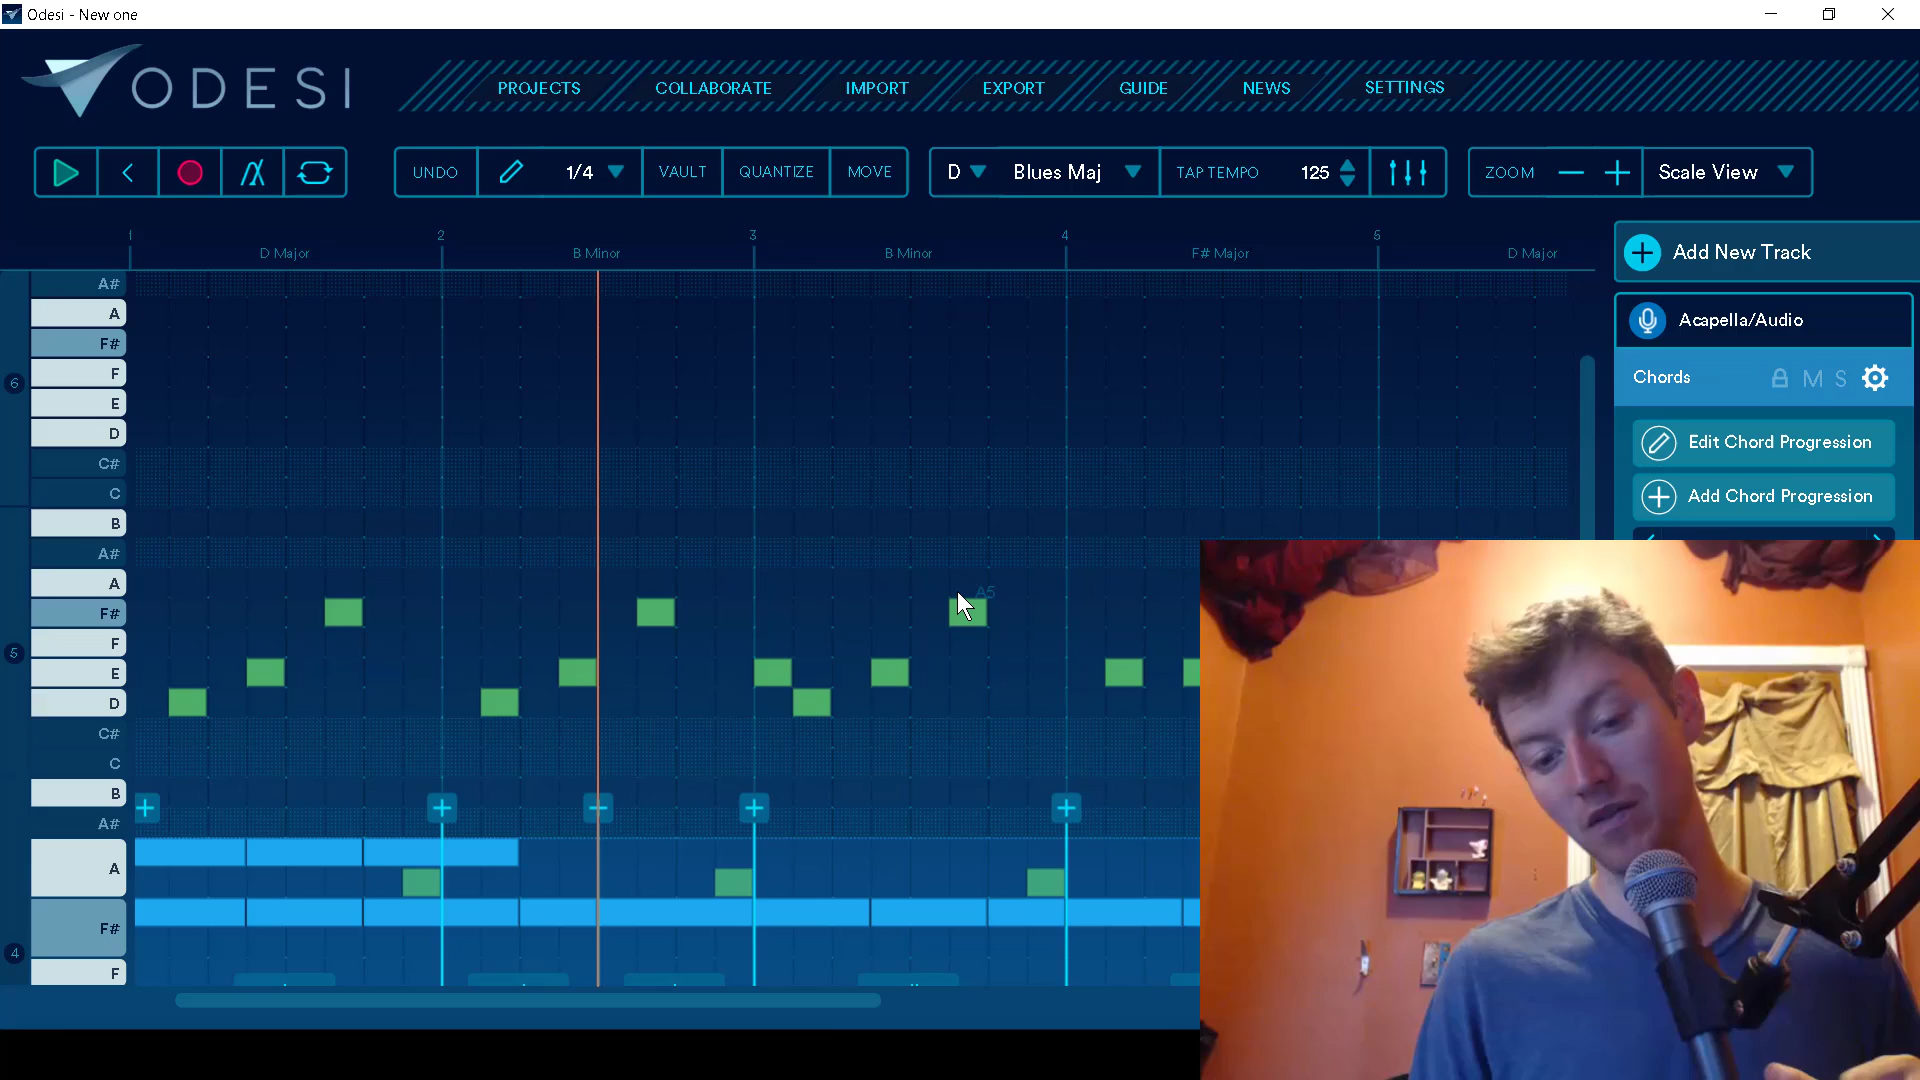 Odesi - New one
ODESI
PROJECTS COLLABORATE IMPORT EXPORT GUIDE NEWS SETTINGS
UNDO 1/4 VAULT QUANTIZE MOVE D Blues Maj TAP TEMPO 125 ZOOM Scale View
1 2 3 4 5
D Major B Minor B Minor F# Major D Major
Add New Track
Acapella/Audio
Chords M S
Edit Chord Progression
Add Chord Progression
A#
A
F#
6
F
E
D
C#
C
B
A#
A
A5
F#
F
5
E
D
C#
C
B
A#
A
F#
4
F